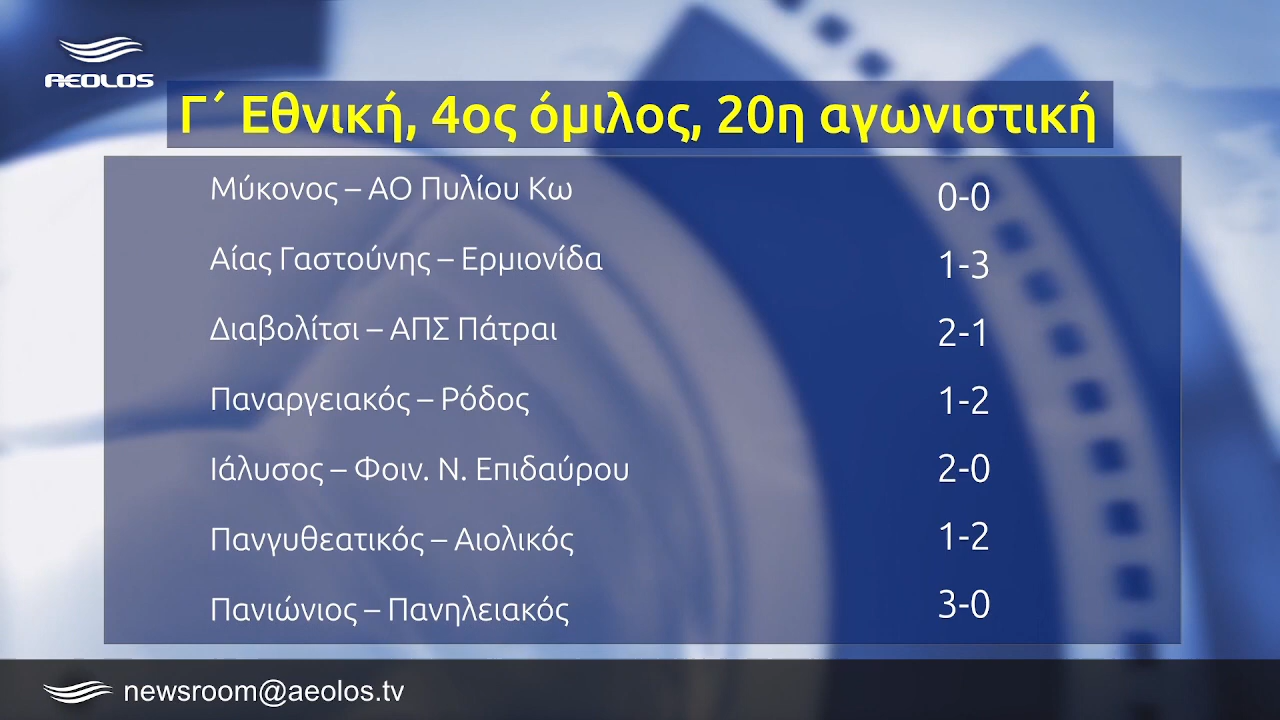 AEOLOS
Γ΄ Εθνική, 4ος όμιλος, 20η αγωνιστική
Μύκονος – ΑΟ Πυλίου Κω 0-0
Αίας Γαστούνης – Ερμιονίδα 1-3
Διαβολίτσι – ΑΠΣ Πάτραι 2-1
Παναργειακός – Ρόδος 1-2
Ιάλυσος – Φοιν. Ν. Επιδαύρου 2-0
Πανγυθεατικός – Αιολικός 1-2
Πανιώνιος – Πανηλειακός 3-0
newsroom@aeolos.tv